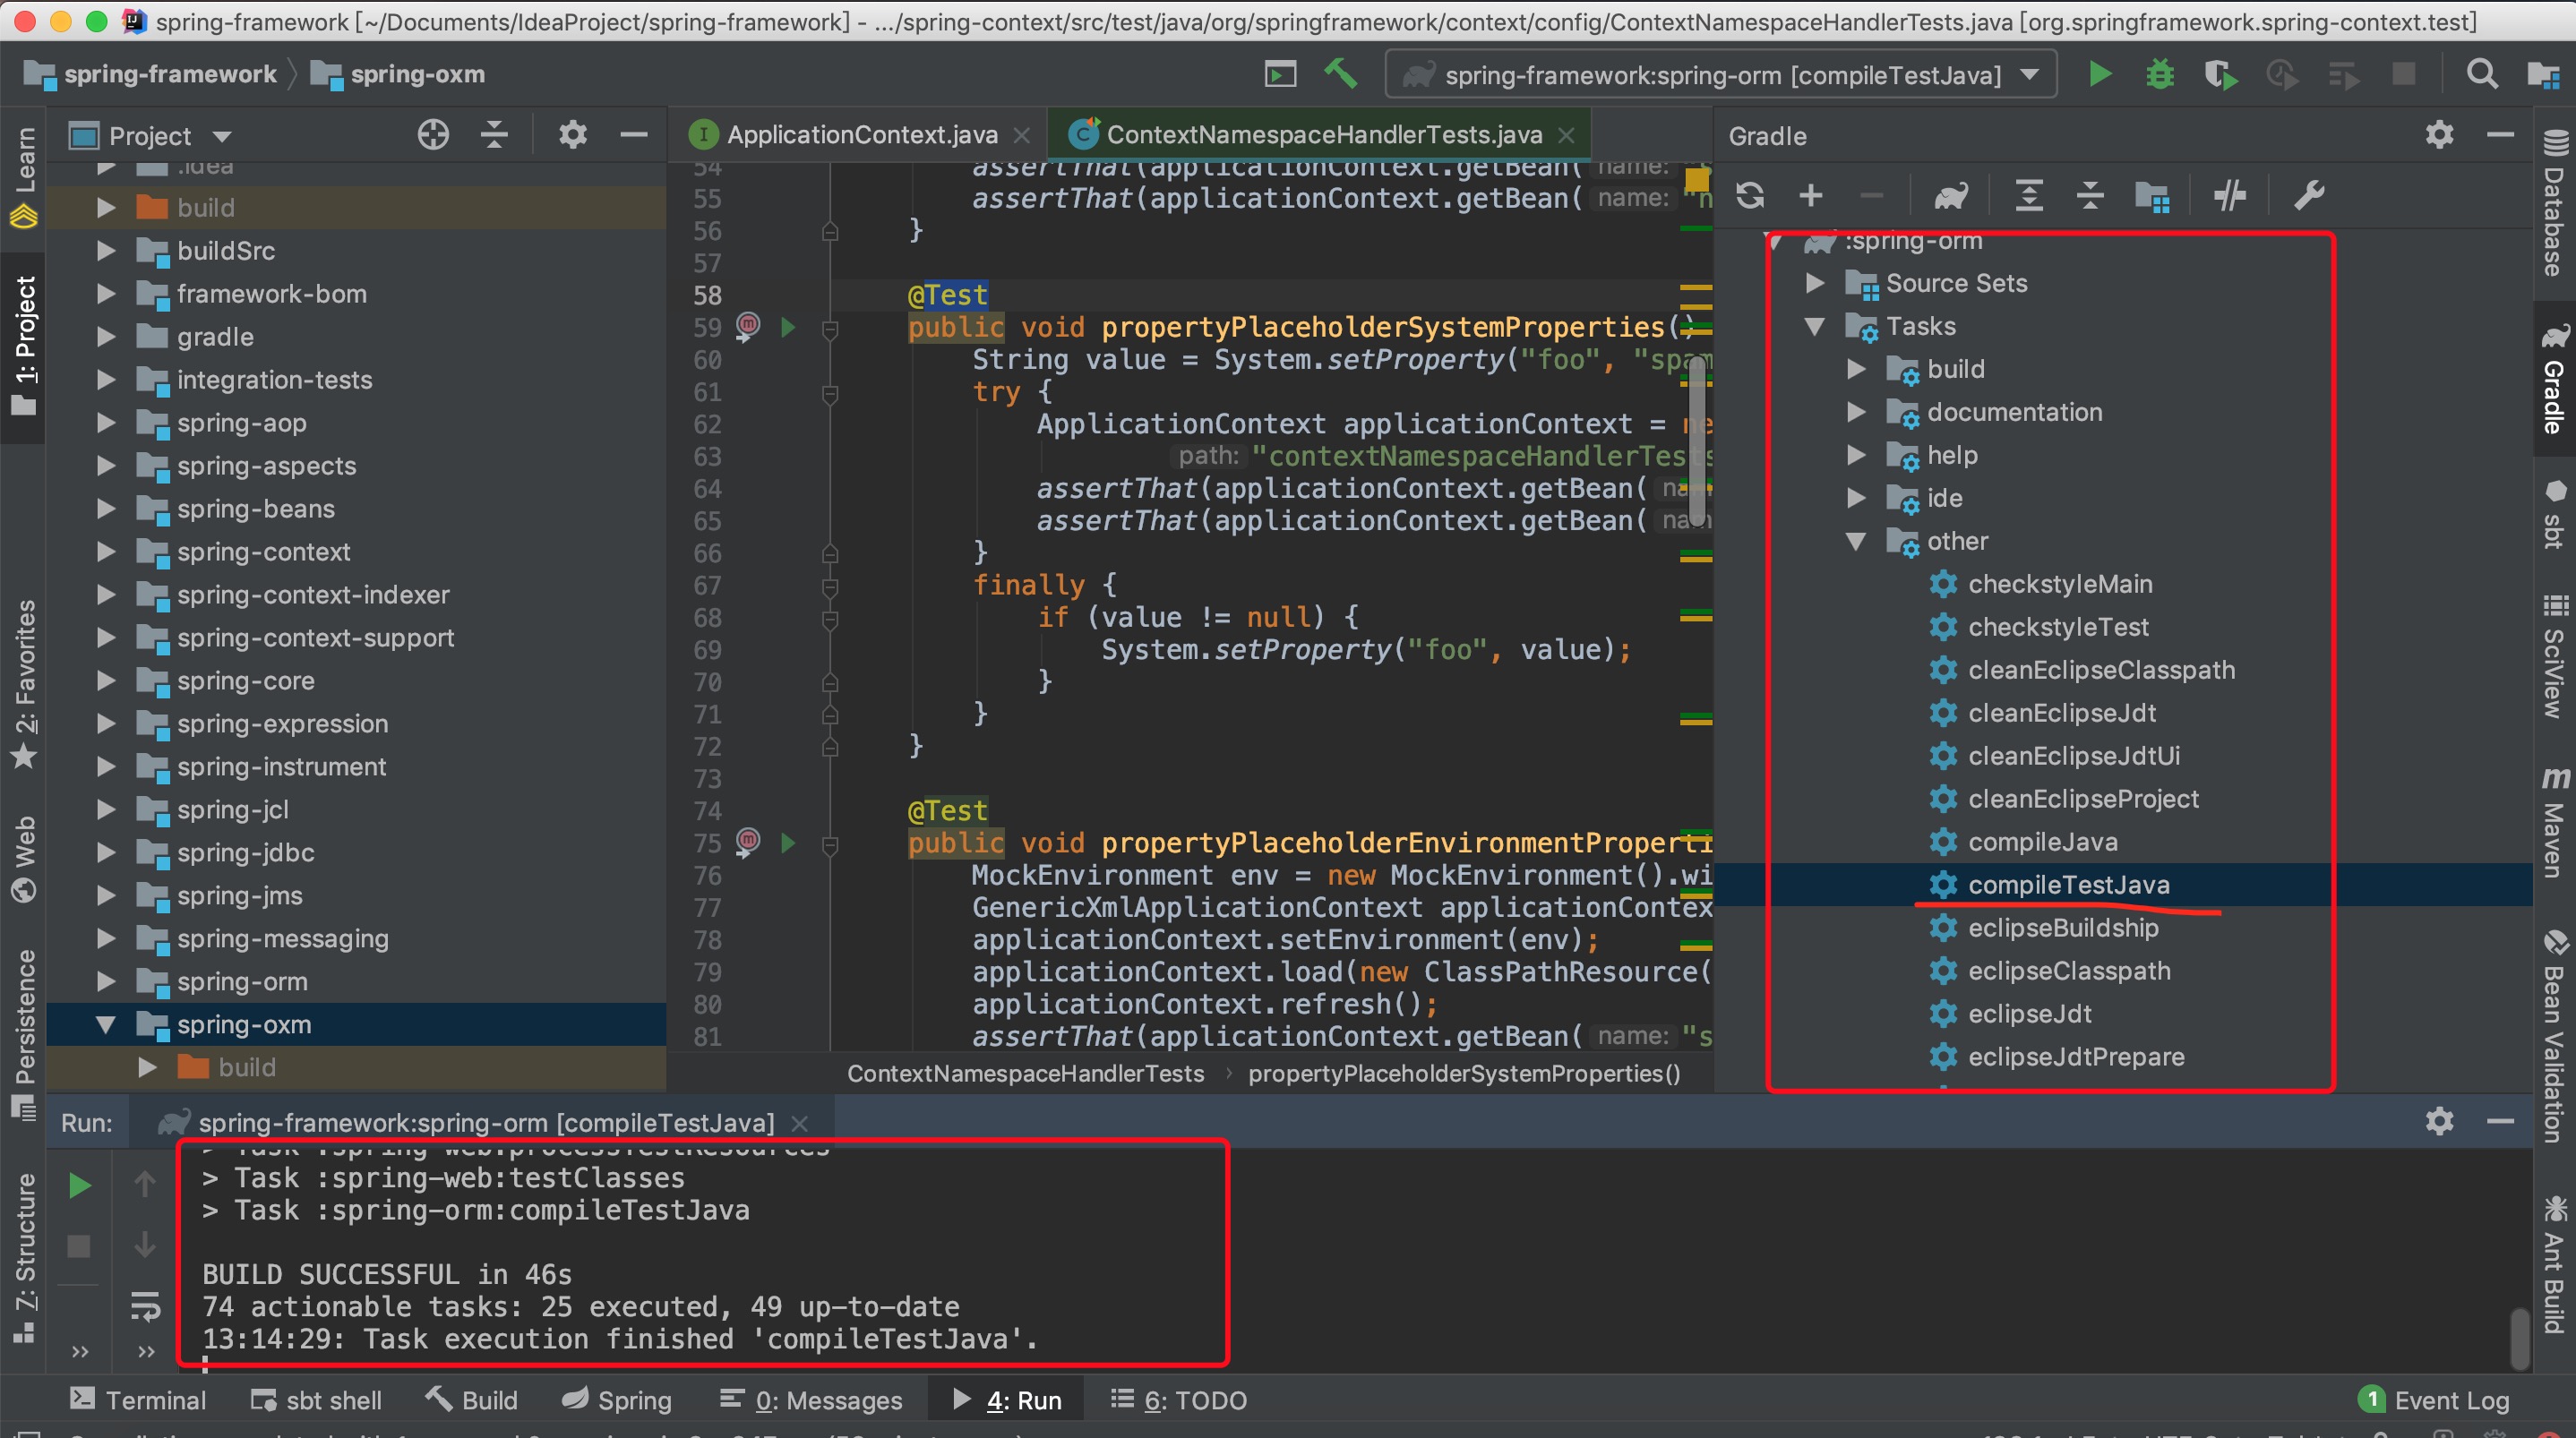 spring-framework [~/Documents/IdeaProject/spring-framework] - .../spring-context/src/test/java/org/springframework/context/config/ContextNamespaceHandlerTests.java [org.springframework.spring-context.test]
spring-framework
spring-oxm
spring-framework:spring-orm [compileTestJava]
Learn
1: Project
2: Favorites
Web
Persistence
7: Structure
Project
.idea
build
buildSrc
framework-bom
gradle
integration-tests
spring-aop
spring-aspects
spring-beans
spring-context
spring-context-indexer
spring-context-support
spring-core
spring-expression
spring-instrument
spring-jcl
spring-jdbc
spring-jms
spring-messaging
spring-orm
spring-oxm
build
ApplicationContext.java
ContextNamespaceHandlerTests.java
54 assertThat(applicationContext.getBean( name: "s
55 assertThat(applicationContext.getBean( name: "n
56 }
57
58 @Test
59 public void propertyPlaceholderSystemProperties()
60 String value = System.setProperty("foo", "spam
61 try {
62 ApplicationContext applicationContext = ne
63 path: "contextNamespaceHandlerTests
64 assertThat(applicationContext.getBean( nam
65 assertThat(applicationContext.getBean( nam
66 }
67 finally {
68 if (value != null) {
69 System.setProperty("foo", value);
70 }
71 }
72 }
73
74 @Test
75 public void propertyPlaceholderEnvironmentProperti
76 MockEnvironment env = new MockEnvironment().wi
77 GenericXmlApplicationContext applicationContex
78 applicationContext.setEnvironment(env);
79 applicationContext.load(new ClassPathResource(
80 applicationContext.refresh();
81 assertThat(applicationContext.getBean( name: "s
ContextNamespaceHandlerTests › propertyPlaceholderSystemProperties()
Gradle
:spring-orm
Source Sets
Tasks
build
documentation
help
ide
other
checkstyleMain
checkstyleTest
cleanEclipseClasspath
cleanEclipseJdt
cleanEclipseJdtUi
cleanEclipseProject
compileJava
compileTestJava
eclipseBuildship
eclipseClasspath
eclipseJdt
eclipseJdtPrepare
Database
Gradle
sbt
SciView
Maven
Bean Validation
Ant Build
Run:
spring-framework:spring-orm [compileTestJava]
> Task :spring-web:processTestResources
> Task :spring-web:testClasses
> Task :spring-orm:compileTestJava
BUILD SUCCESSFUL in 46s
74 actionable tasks: 25 executed, 49 up-to-date
13:14:29: Task execution finished 'compileTestJava'.
Terminal
sbt shell
Build
Spring
0: Messages
4: Run
6: TODO
1 Event Log